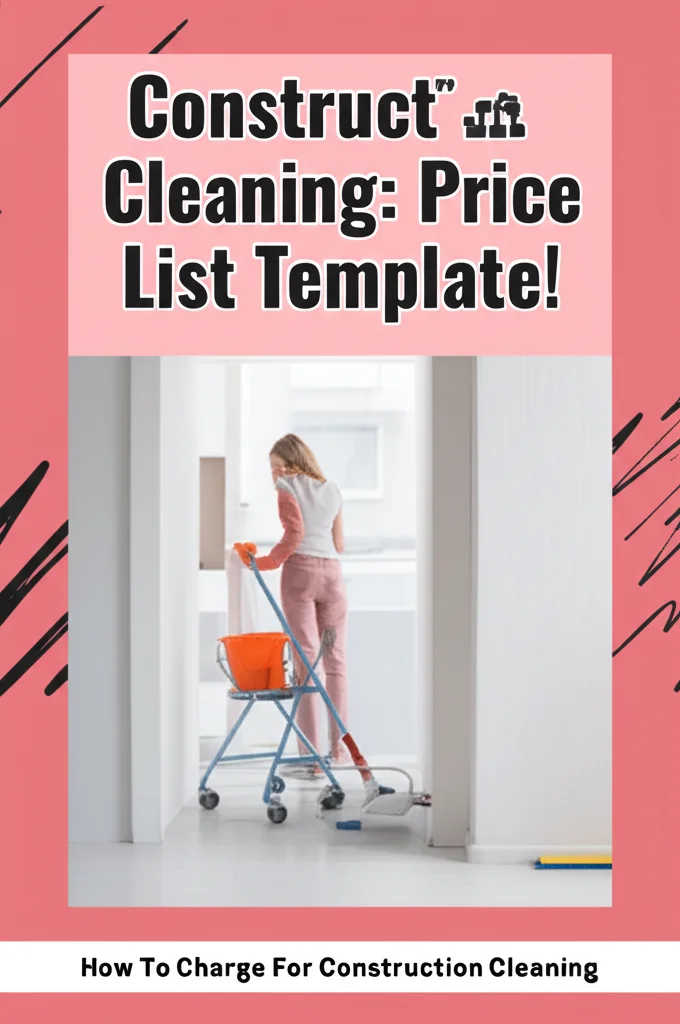 Construct
Cleaning: Price
List Template!
How To Charge For Construction Cleaning